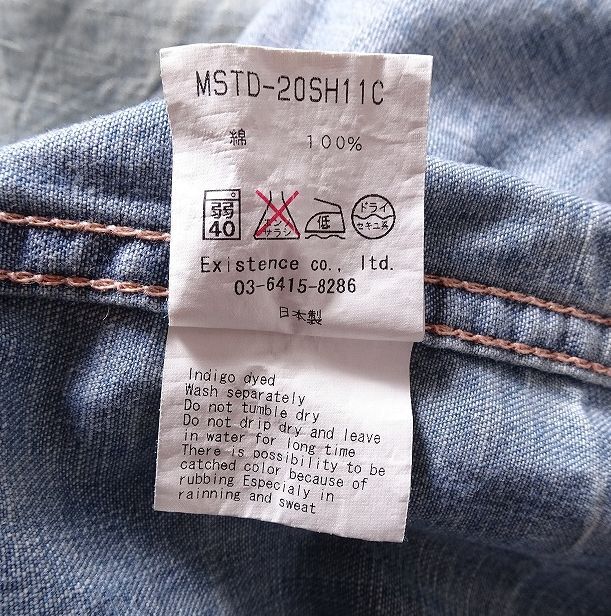 MSTD-20SH11C
綿 100%
弱
40
エンソ
サラシ
低
ドライ
セキユ系
Existence co., ltd.
03-6415-8286
日本製
Indigo dyed
Wash separately
Do not tumble dry
Do not drip dry and leave
in water for long time
There is possibility to be
catched color because of
rubbing Especialy in
rainning and sweat